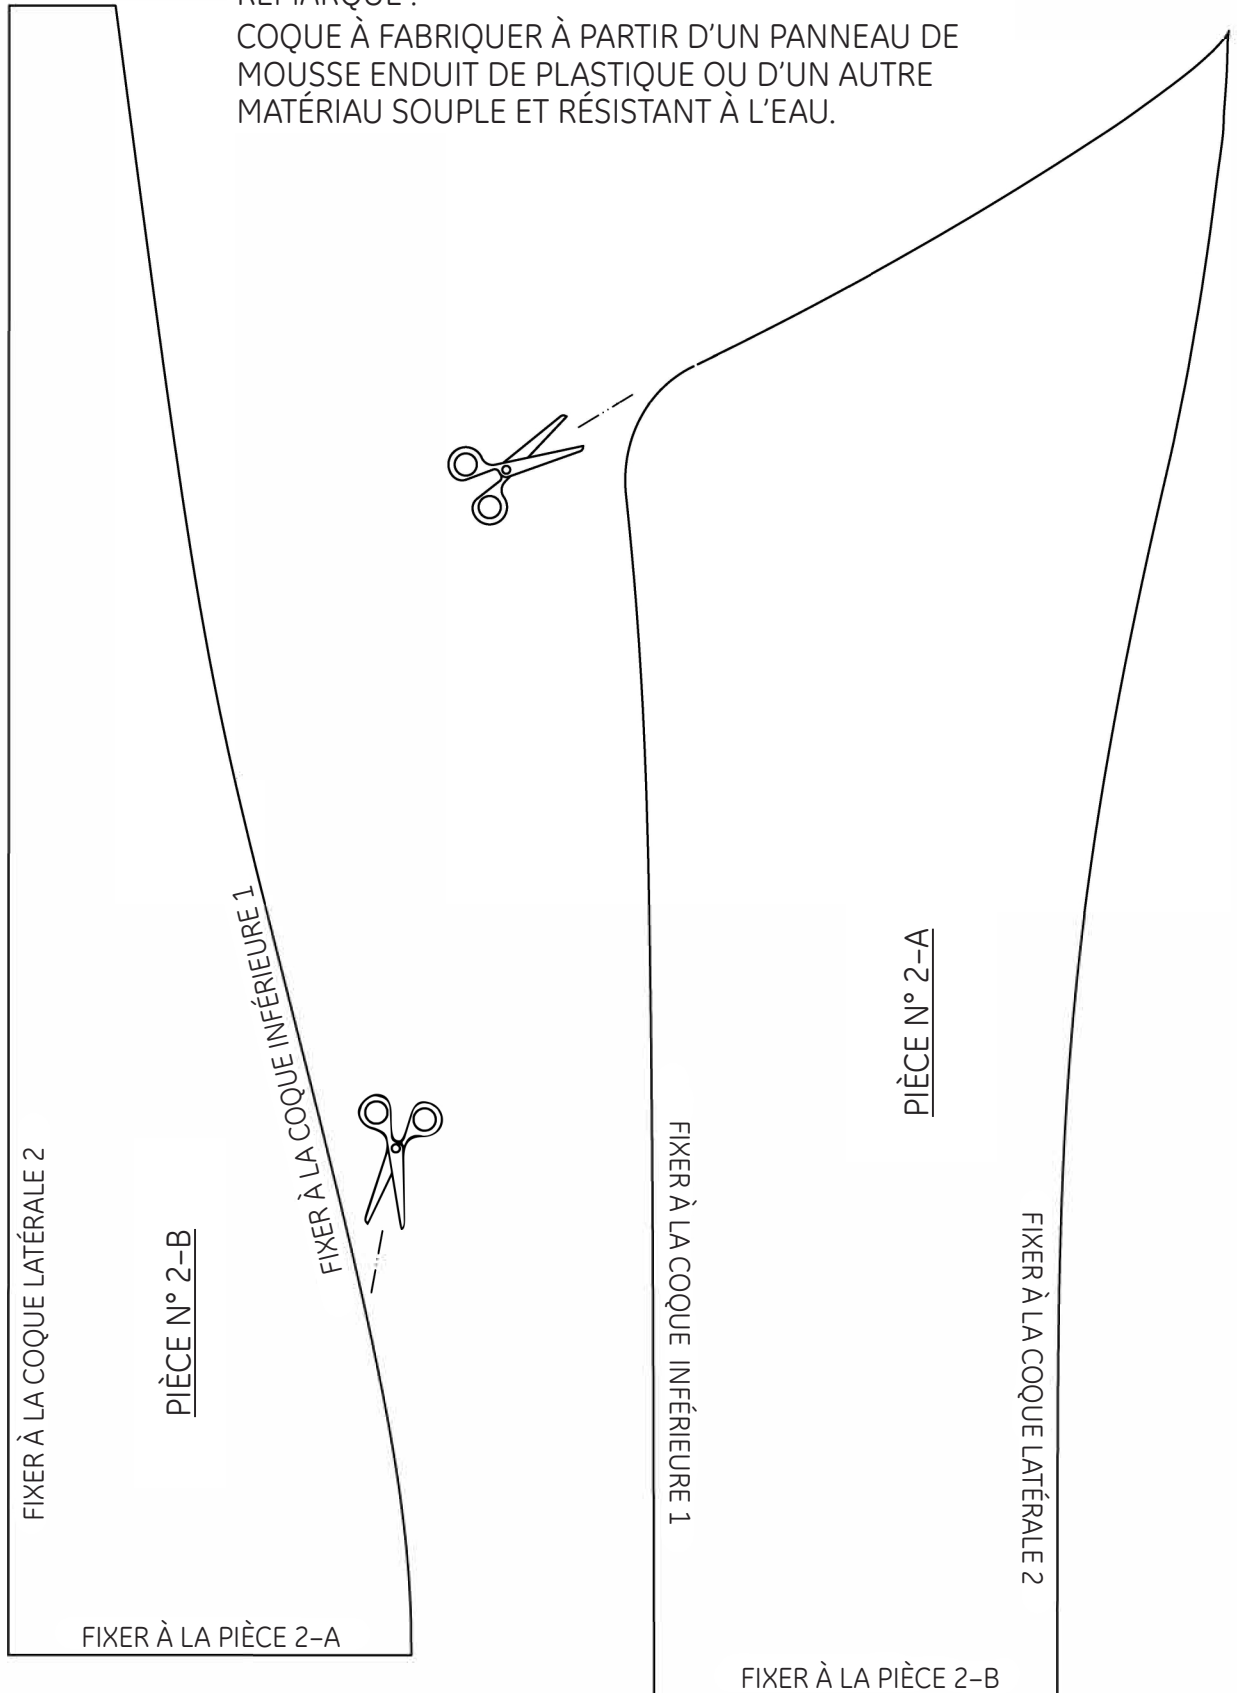 REMARQUE :
COQUE À FABRIQUER À PARTIR D'UN PANNEAU DE
MOUSSE ENDUIT DE PLASTIQUE OU D'UN AUTRE
MATÉRIAU SOUPLE ET RÉSISTANT À L'EAU.
FIXER À LA COQUE LATÉRALE 2
PIÈCE N° 2–B
FIXER À LA COQUE INFÉRIEURE 1
FIXER À LA PIÈCE 2–A
PIÈCE N° 2–A
FIXER À LA COQUE INFÉRIEURE 1
FIXER À LA COQUE LATÉRALE 2
FIXER À LA PIÈCE 2–B